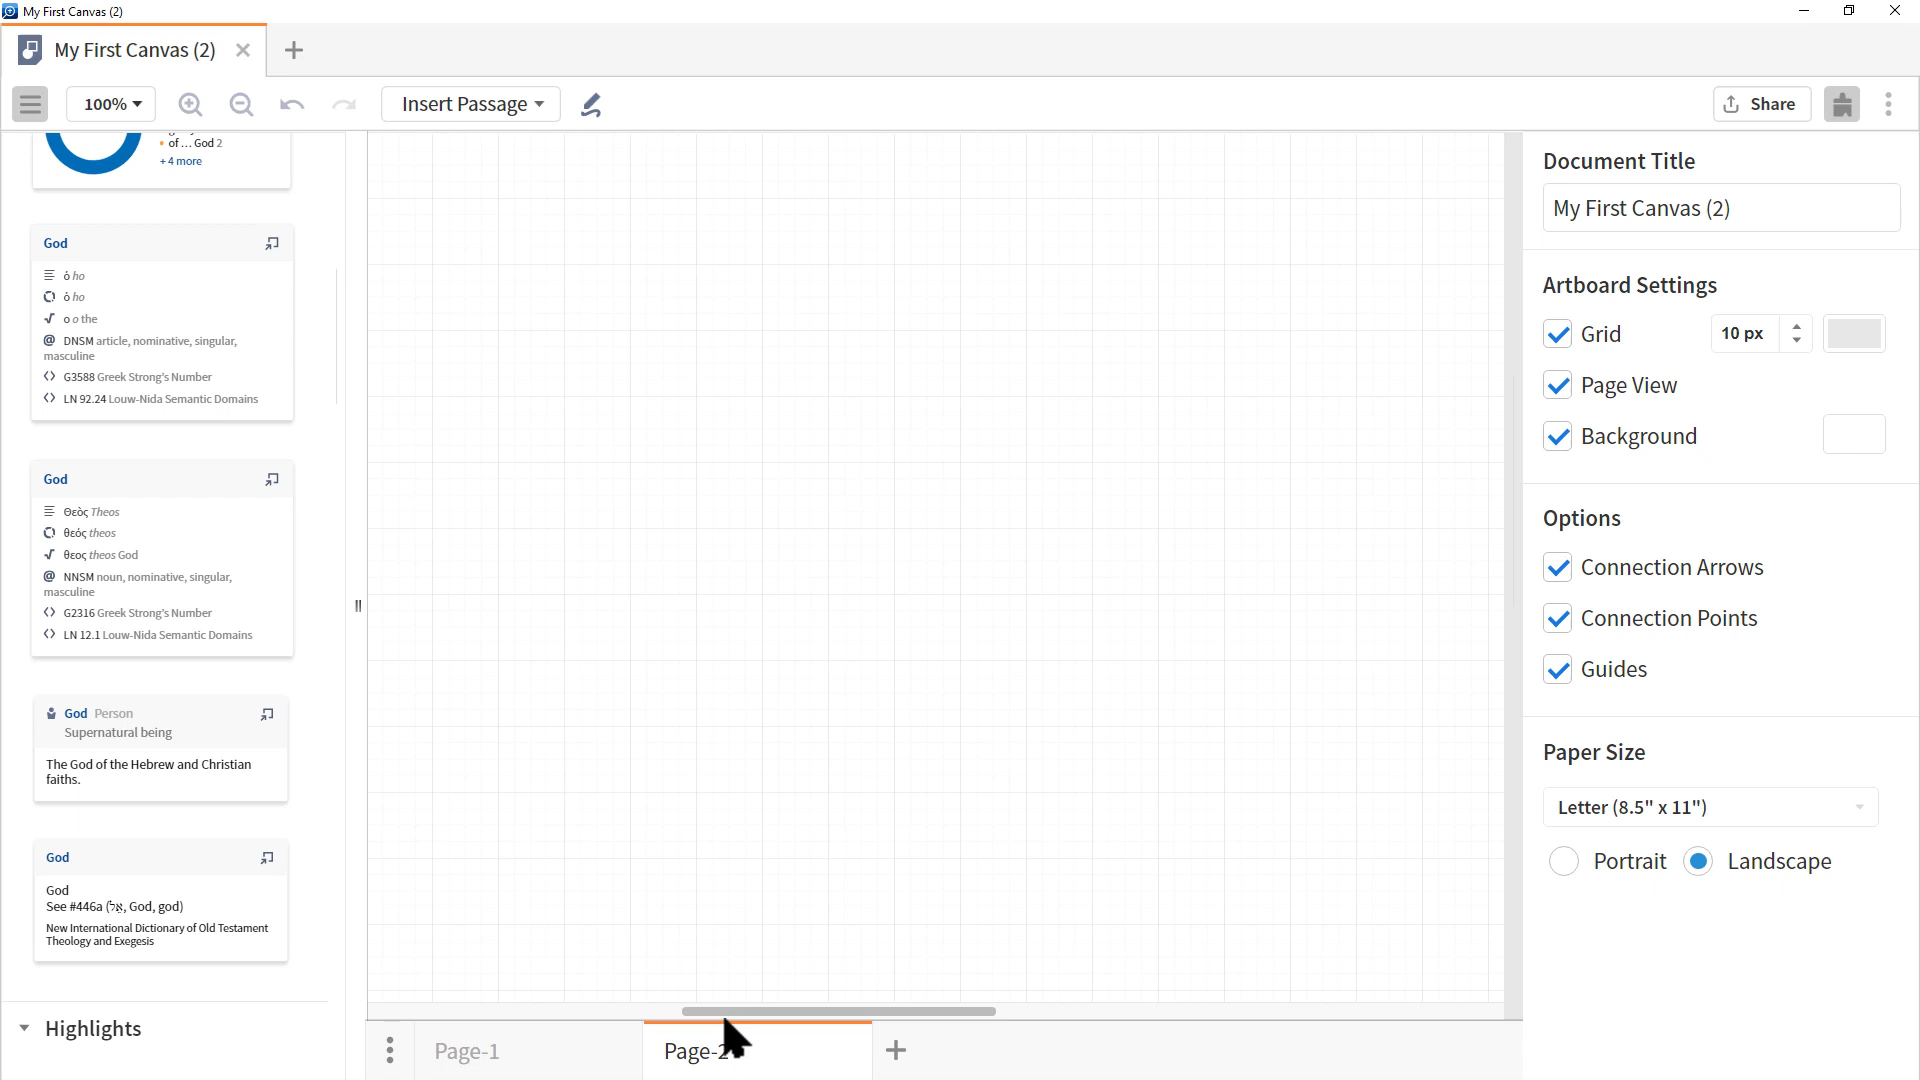 My First Canvas (2)
My First Canvas (2)
100%
Insert Passage
Share
of … God 2
+ 4 more
God
ὁ ho
ὁ ho
ο o the
@ DNSM article, nominative, singular,
masculine
<> G3588 Greek Strong's Number
<> LN 92.24 Louw-Nida Semantic Domains
God
Θεὸς Theos
θεός theos
θεος theos God
@ NNSM noun, nominative, singular,
masculine
<> G2316 Greek Strong's Number
<> LN 12.1 Louw-Nida Semantic Domains
God Person
Supernatural being
The God of the Hebrew and Christian
faiths.
God
God
See #446a (אֵל, God, god)
New International Dictionary of Old Testament
Theology and Exegesis
Highlights
Page-1
Page-2
Document Title
My First Canvas (2)
Artboard Settings
Grid
10 px
Page View
Background
Options
Connection Arrows
Connection Points
Guides
Paper Size
Letter (8.5" x 11")
Portrait
Landscape